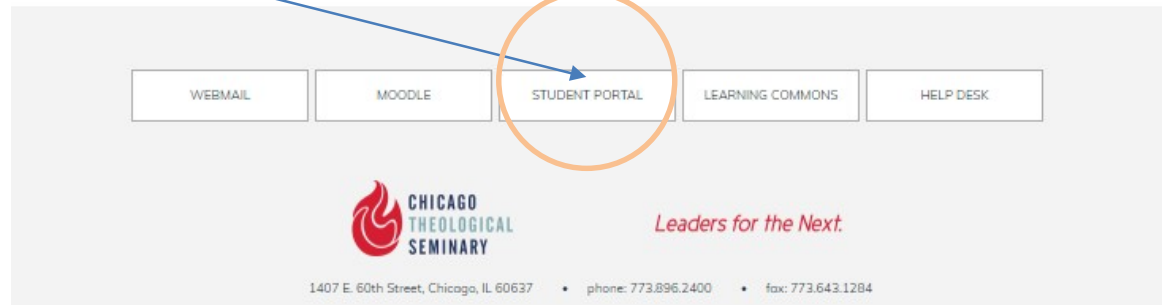 WEBMAIL MOODLE STUDENT PORTAL LEARNING COMMONS HELP DESK
CHICAGO
THEOLOGICAL
SEMINARY
Leaders for the Next.
1407 E. 60th Street, Chicago, IL 60637 • phone: 773.896.2400 • fax: 773.643.1284